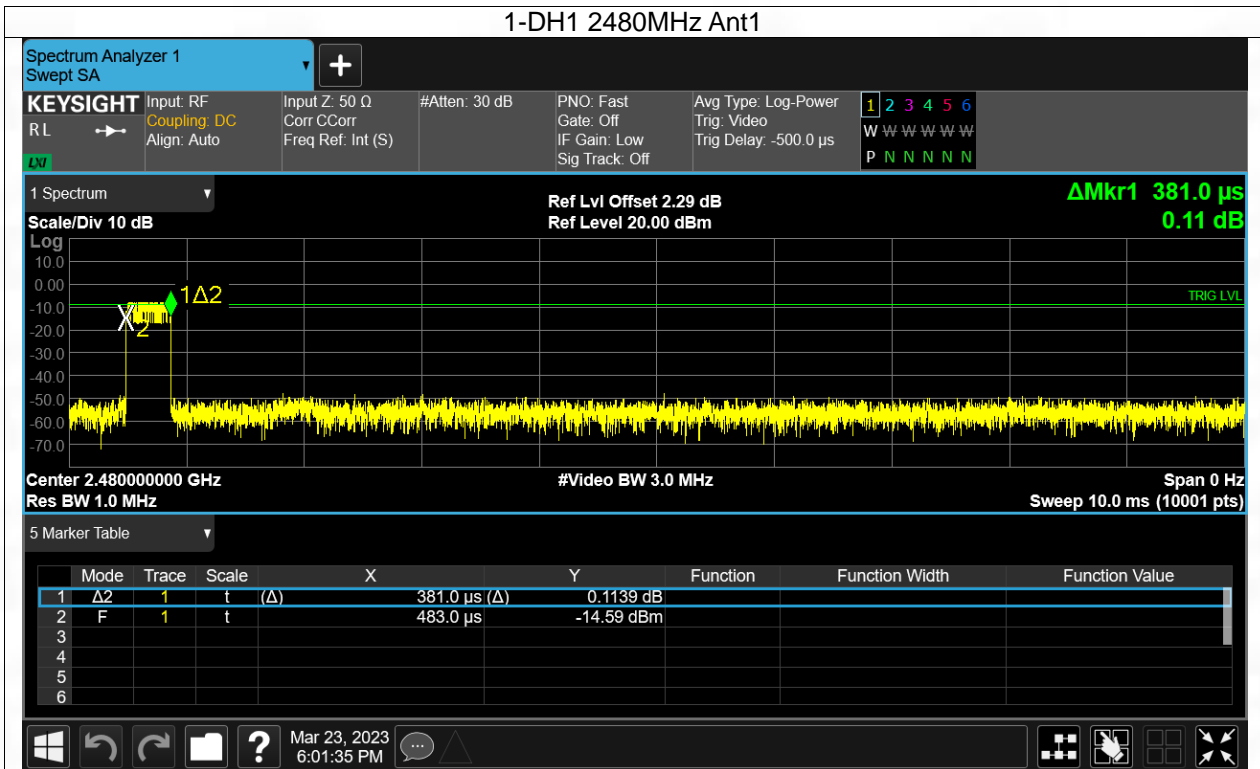 1-DH1 2480MHz Ant1
Spectrum Analyzer 1
Swept SA
KEYSIGHT Input: RF Input Z: 50 Ω #Atten: 30 dB PNO: Fast Avg Type: Log-Power 1 2 3 4 5 6
RL Coupling: DC Corr CCorr Gate: Off Trig: Video W W W W W W
Align: Auto Freq Ref: Int (S) IF Gain: Low Trig Delay: -500.0 µs P N N N N N
LXI Sig Track: Off
1 Spectrum Ref Lvl Offset 2.29 dB ΔMkr1 381.0 µs
Scale/Div 10 dB Ref Level 20.00 dBm 0.11 dB
Log
10.0
0.00
1Δ2 TRIG LVL
-10.0
2
-20.0
-30.0
-40.0
-50.0
-60.0
-70.0
Center 2.480000000 GHz #Video BW 3.0 MHz Span 0 Hz
Res BW 1.0 MHz Sweep 10.0 ms (10001 pts)
5 Marker Table
Mode Trace Scale X Y Function Function Width Function Value
1 Δ2 1 t (Δ) 381.0 µs (Δ) 0.1139 dB
2 F 1 t 483.0 µs -14.59 dBm
3
4
5
6
? Mar 23, 2023
6:01:35 PM